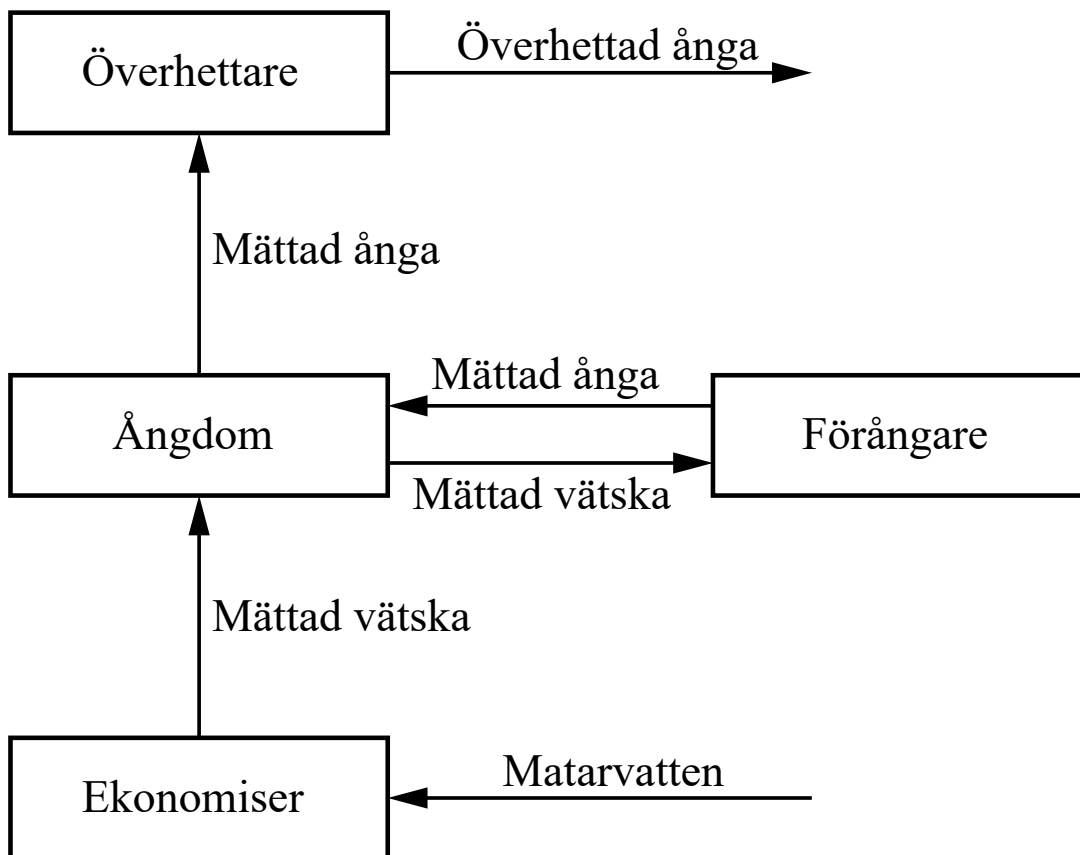 Överhettare
Överhettad ånga
Mättad ånga
Mättad ånga
Ångdom
Förångare
Mättad vätska
Mättad vätska
Matarvatten
Ekonomiser